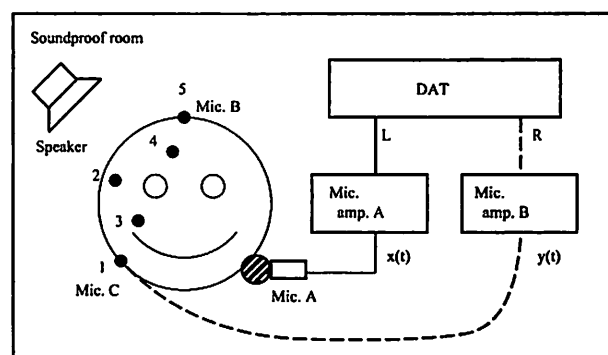 Soundproof room
Speaker
5
Mic. B
4
2
3
1
Mic. C
Mic. A
DAT
L
R
Mic.
amp. A
Mic.
amp. B
x(t)
y(t)